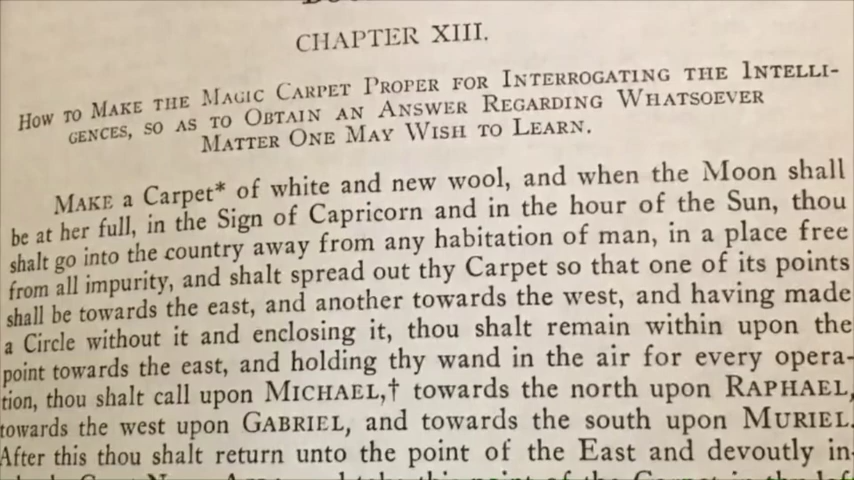 CHAPTER XIII.
HOW TO MAKE THE MAGIC CARPET PROPER FOR INTERROGATING THE INTELLI-
GENCES, SO AS TO OBTAIN AN ANSWER REGARDING WHATSOEVER
MATTER ONE MAY WISH TO LEARN.
MAKE a Carpet* of white and new wool, and when the Moon shall
be at her full, in the Sign of Capricorn and in the hour of the Sun, thou
shalt go into the country away from any habitation of man, in a place free
from all impurity, and shalt spread out thy Carpet so that one of its points
shall be towards the east, and another towards the west, and having made
a Circle without it and enclosing it, thou shalt remain within upon the
point towards the east, and holding thy wand in the air for every opera-
tion, thou shalt call upon MICHAEL,† towards the north upon RAPHAEL,
towards the west upon GABRIEL, and towards the south upon MURIEL.
After this thou shalt return unto the point of the East and devoutly in-